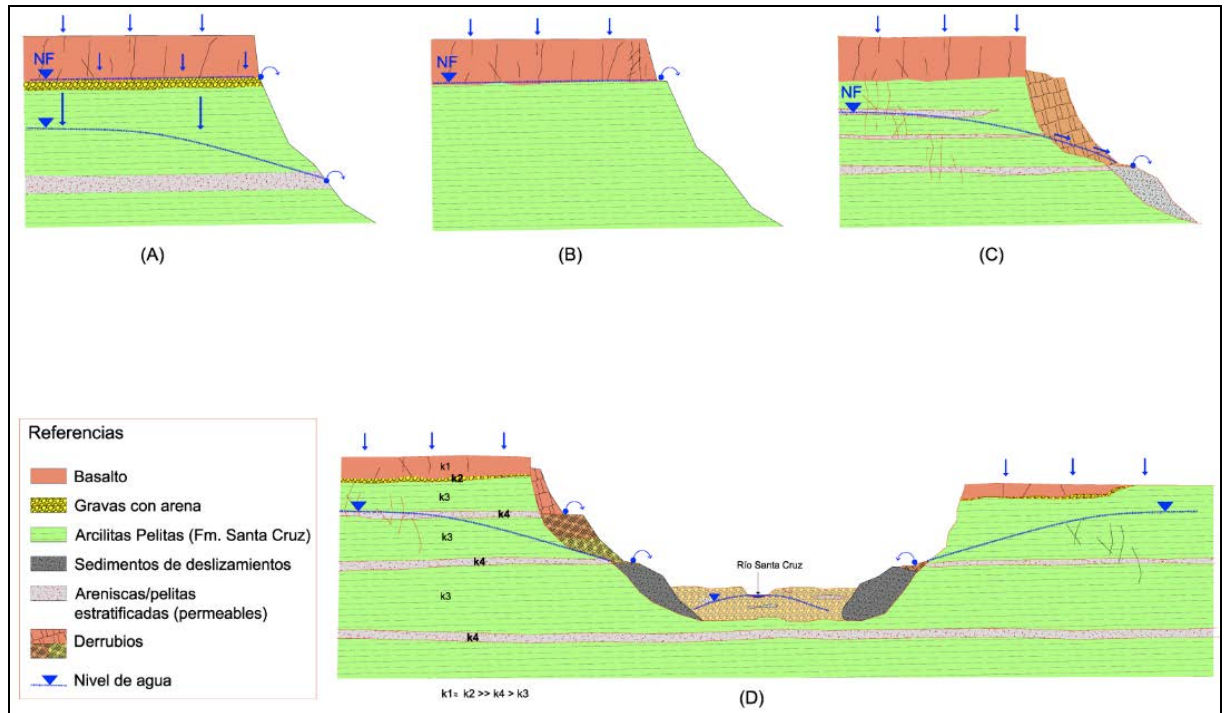 NF
(A)
NF
(B)
NF
(C)
Referencias
Basalto
Gravas con arena
Arcilitas Pelitas (Fm. Santa Cruz)
Sedimentos de deslizamientos
Areniscas/pelitas
estratificadas (permeables)
Derrubios
Nivel de agua
k1
k2
k3
k4
k3
k4
k3
k4
Río Santa Cruz
k1≈ k2 >> k4 > k3
(D)